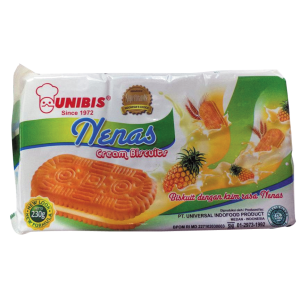 UNIBIS
Since 1972
Nenas
Cream Biscuits
Biskuit dengan krim rasa Nenas
230g
PT. UNIVERSAL INDOFOOD PRODUCT
MEDAN - INDONESIA